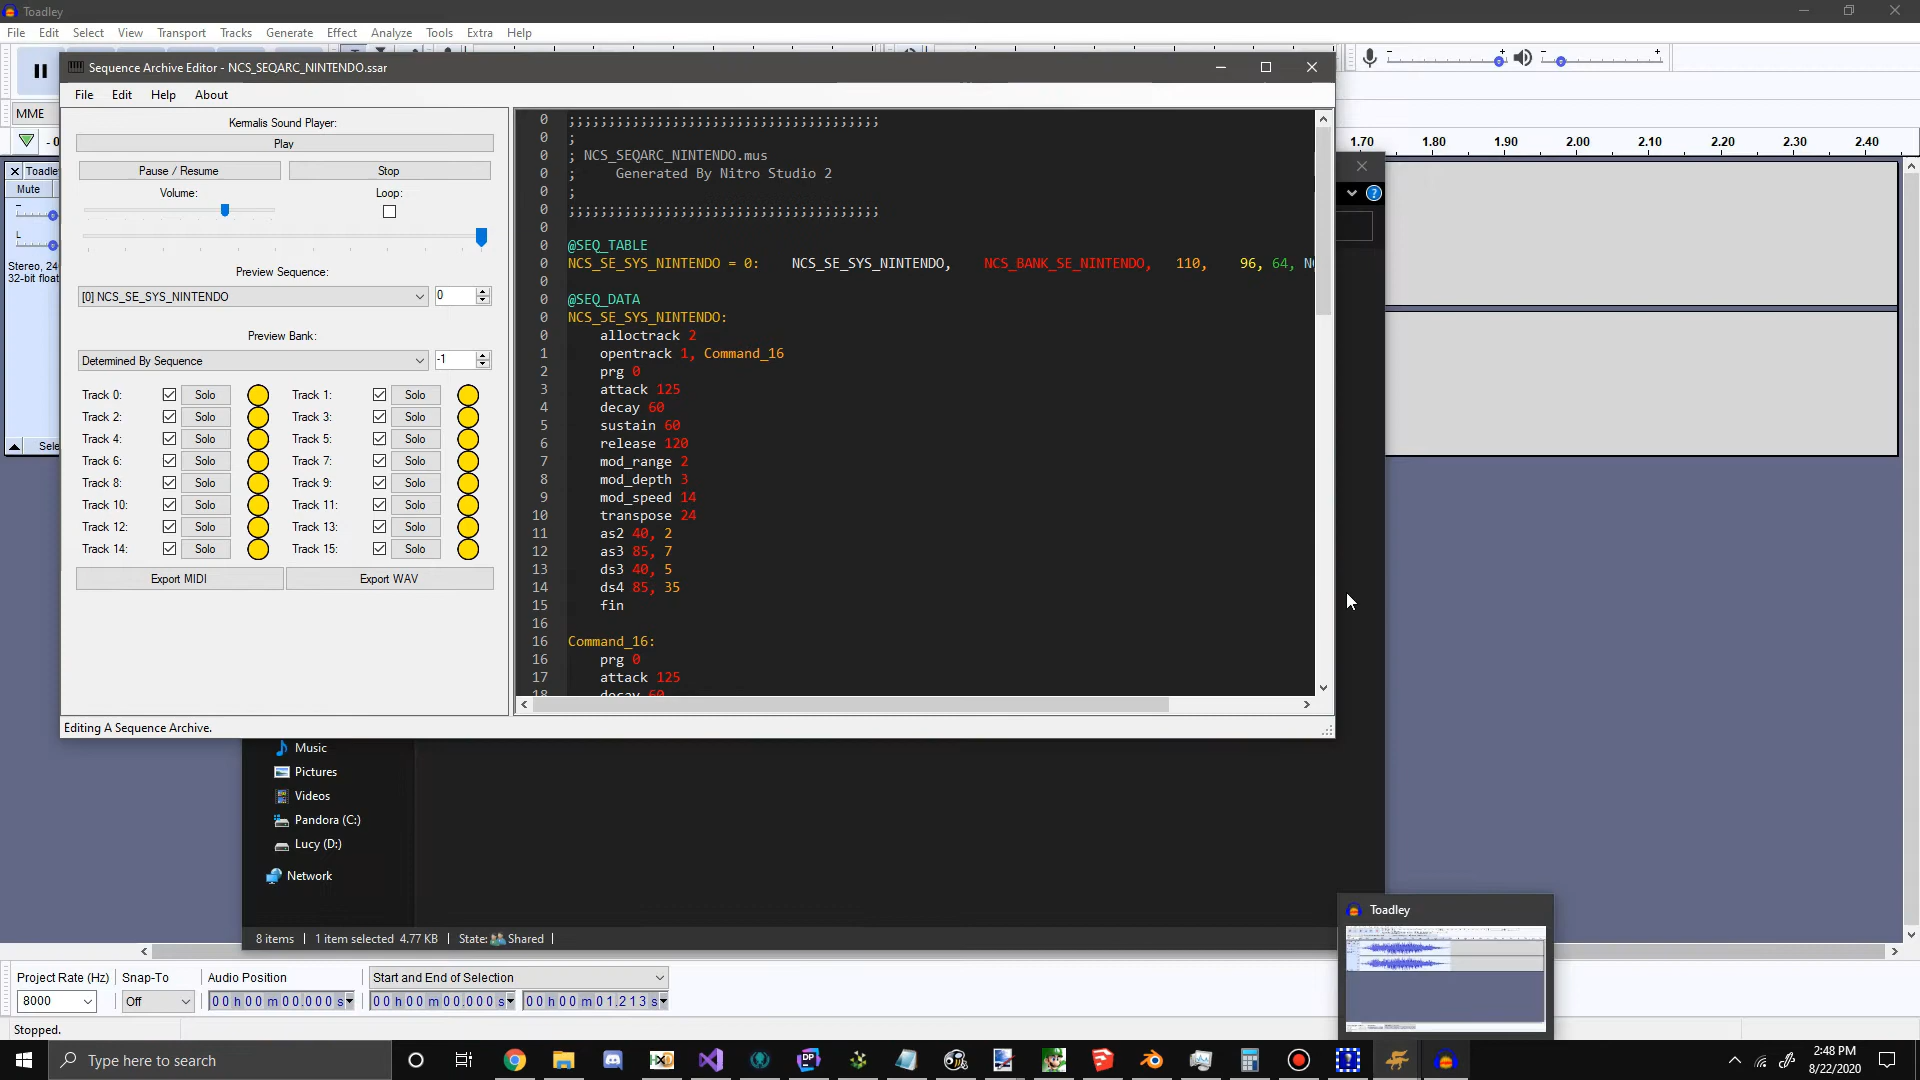 Toadley
File Edit Select View Transport Tracks Generate Effect Analyze Tools Extra Help
Sequence Archive Editor - NCS_SEQARC_NINTENDO.ssar
File Edit Help About
MME
Kermalis Sound Player:
Play
Pause / Resume Stop
Volume: Loop:
Preview Sequence:
[0] NCS_SE_SYS_NINTENDO 0
Preview Bank:
Determined By Sequence -1
Track 0: Solo Track 1: Solo
Track 2: Solo Track 3: Solo
Track 4: Solo Track 5: Solo
Track 6: Solo Track 7: Solo
Track 8: Solo Track 9: Solo
Track 10: Solo Track 11: Solo
Track 12: Solo Track 13: Solo
Track 14: Solo Track 15: Solo
Export MIDI Export WAV
Editing A Sequence Archive.
0 ;;;;;;;;;;;;;;;;;;;;;;;;;;;;;;;;;;;;;;;
0 ;
0 ; NCS_SEQARC_NINTENDO.mus
0 ;     Generated By Nitro Studio 2
0 ;
0 ;;;;;;;;;;;;;;;;;;;;;;;;;;;;;;;;;;;;;;;
0
0 @SEQ_TABLE
0 NCS_SE_SYS_NINTENDO = 0:    NCS_SE_SYS_NINTENDO,    NCS_BANK_SE_NINTENDO,   110,    96, 64, N
0
0 @SEQ_DATA
0 NCS_SE_SYS_NINTENDO:
0     alloctrack 2
1     opentrack 1, Command_16
2     prg 0
3     attack 125
4     decay 60
5     sustain 60
6     release 120
7     mod_range 2
8     mod_depth 3
9     mod_speed 14
10     transpose 24
11     as2 40, 2
12     as3 85, 7
13     ds3 40, 5
14     ds4 85, 35
15     fin
16
16 Command_16:
16     prg 0
17     attack 125
18     decay 60
1.70 1.80 1.90 2.00 2.10 2.20 2.30 2.40
- 0
Toadley
Mute
L
Stereo, 24
32-bit float
Sele
Music
Pictures
Videos
Pandora (C:)
Lucy (D:)
Network
8 items 1 item selected 4.77 KB State: Shared
Toadley
Project Rate (Hz) Snap-To Audio Position Start and End of Selection
8000 Off 00 h 00 m 00.000 s 00 h 00 m 00.000 s 00 h 00 m 01.213 s
Stopped.
Type here to search
2:48 PM
8/22/2020